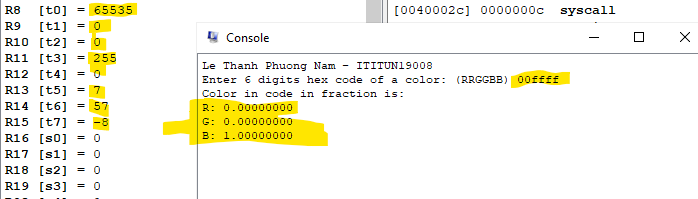 R8 [t0] = 65535
R9 [t1] = 0
R10 [t2] = 0
R11 [t3] = 255
R12 [t4] = 0
R13 [t5] = 7
R14 [t6] = 57
R15 [t7] = -8
R16 [s0] = 0
R17 [s1] = 0
R18 [s2] = 0
R19 [s3] = 0
[0040002c] 0000000c syscall
Console
Le Thanh Phuong Nam - ITITUN19008
Enter 6 digits hex code of a color: (RRGGBB) 00ffff
Color in code in fraction is:
R: 0.00000000
G: 0.00000000
B: 1.00000000